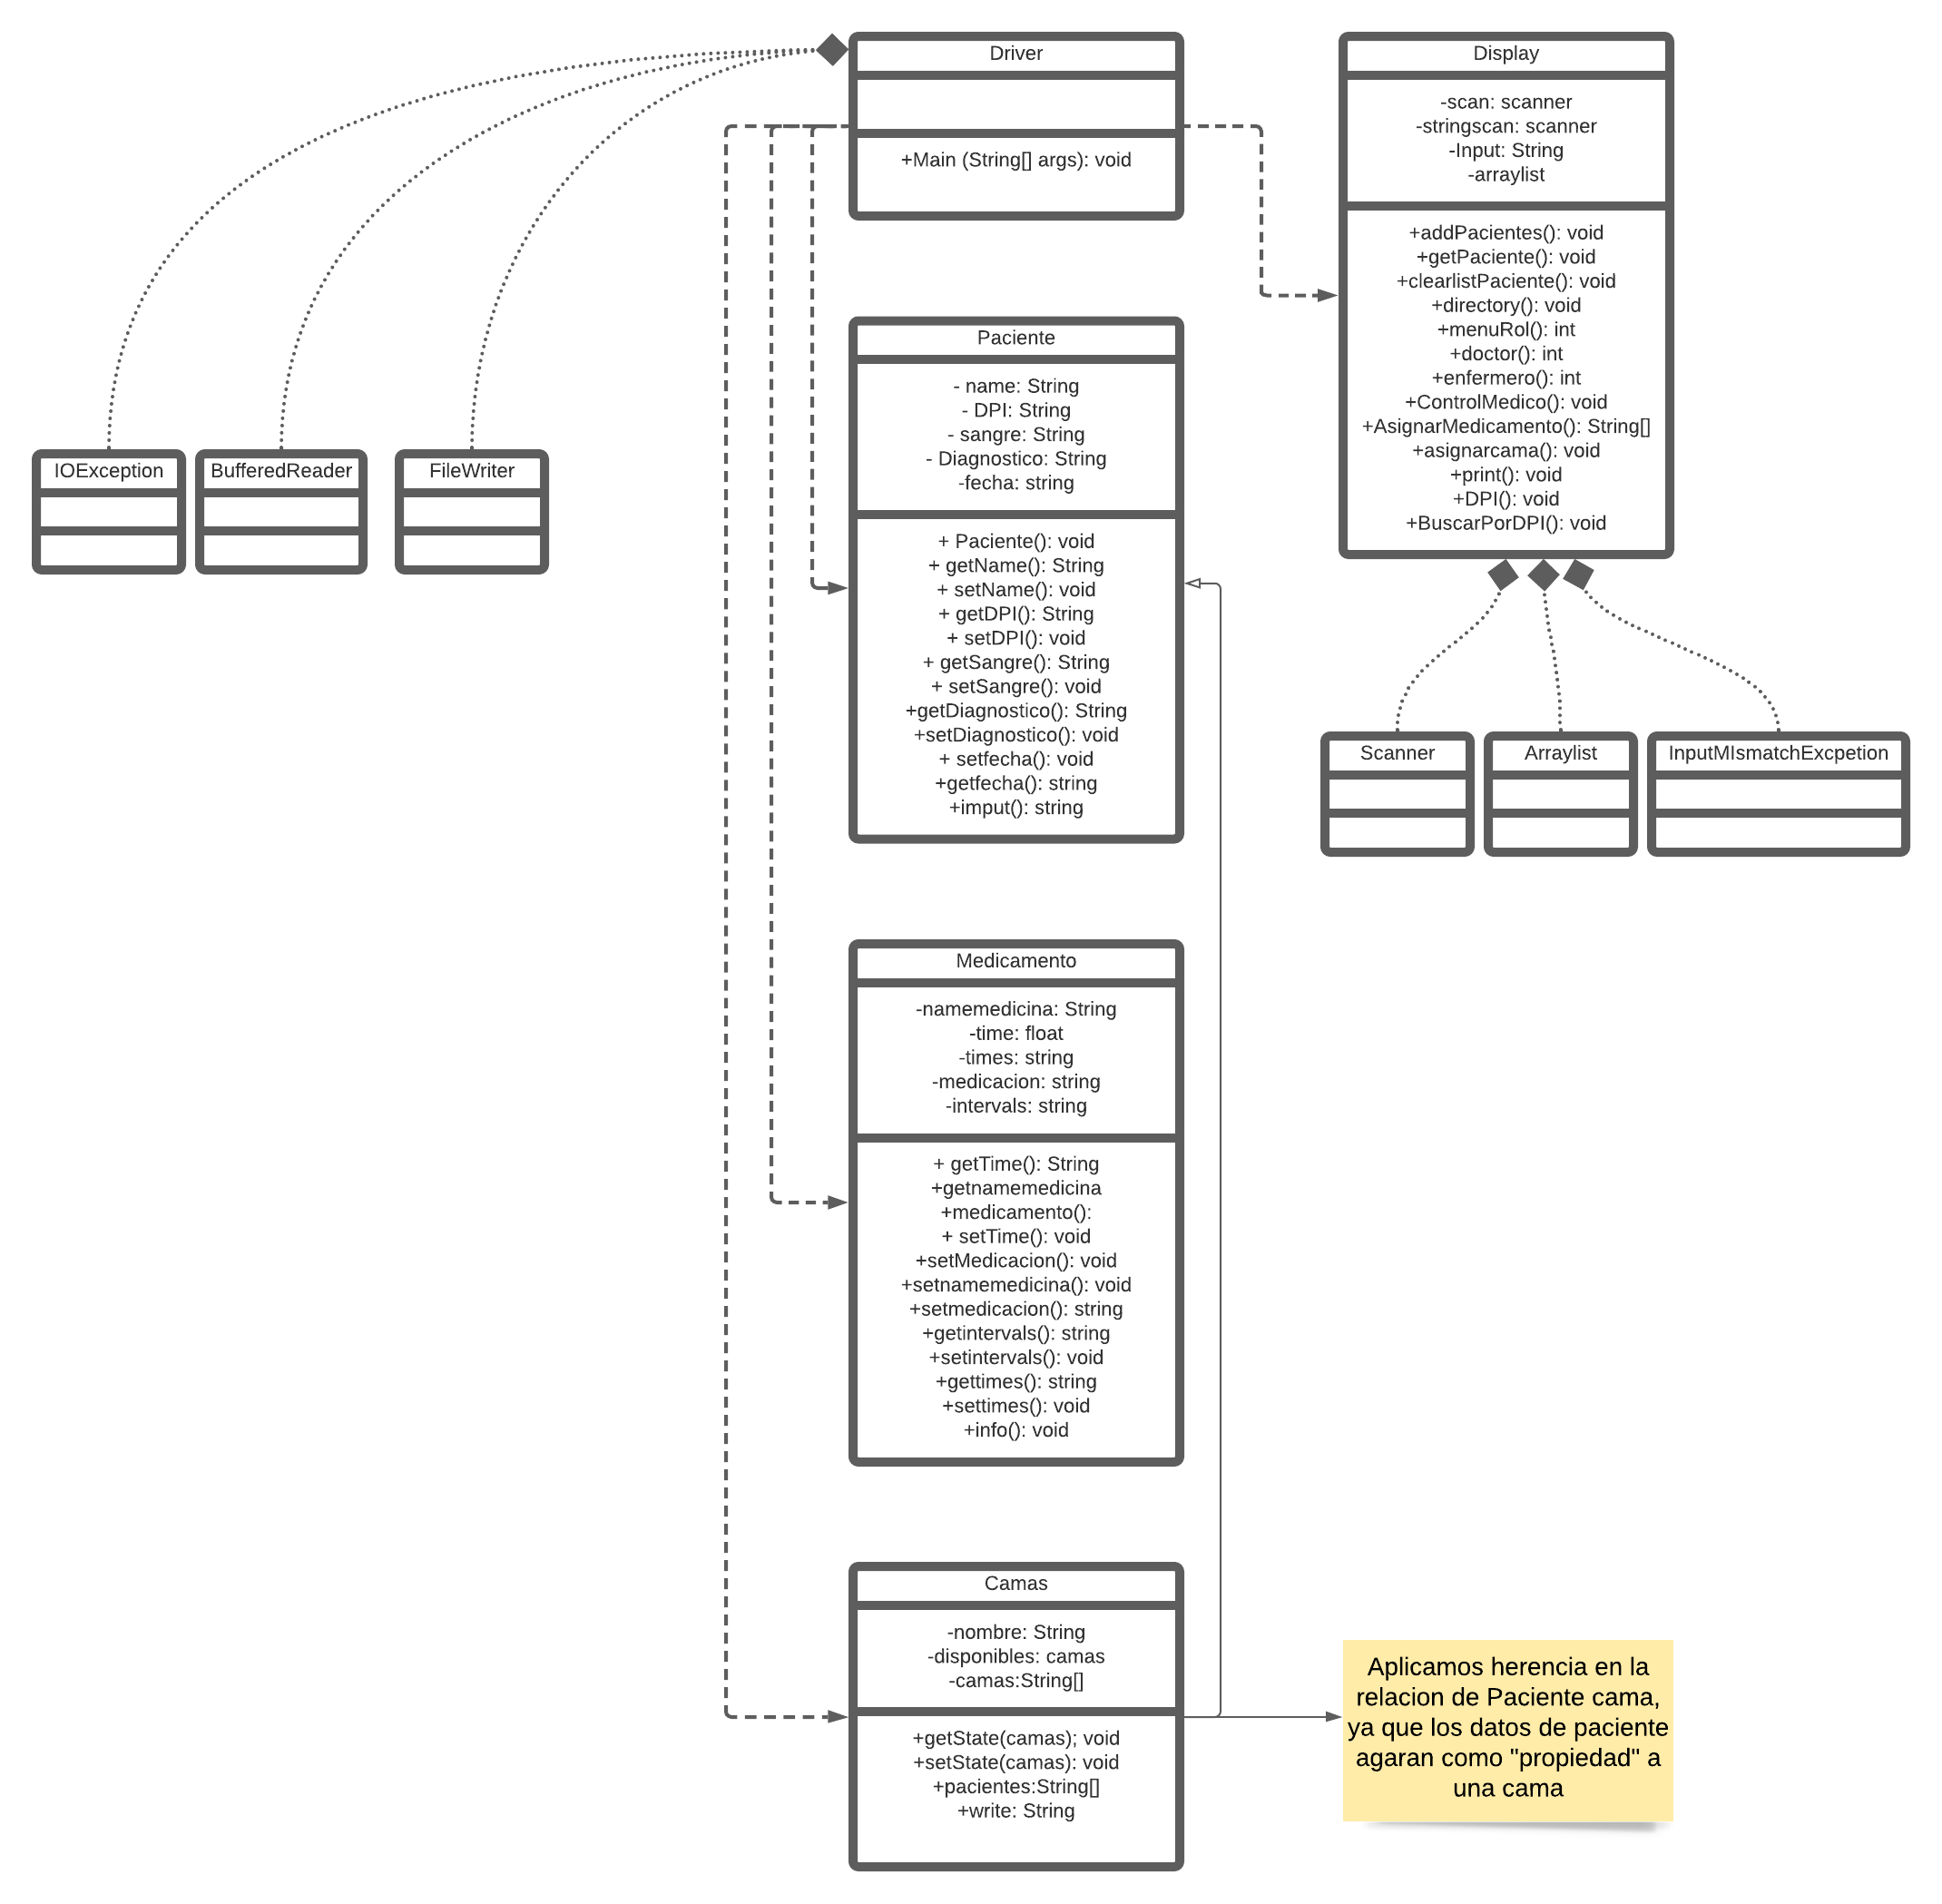 Driver
+Main (String[] args): void
Display
-scan: scanner
-stringscan: scanner
-Input: String
-arraylist
+addPacientes(): void
+getPaciente(): void
+clearlistPaciente(): void
+directory(): void
+menuRol(): int
+doctor(): int
+enfermero(): int
+ControlMedico(): void
+AsignarMedicamento(): String[]
+asignarcama(): void
+print(): void
+DPI(): void
+BuscarPorDPI(): void
IOException
BufferedReader
FileWriter
Paciente
- name: String
- DPI: String
- sangre: String
- Diagnostico: String
-fecha: string
+ Paciente(): void
+ getName(): String
+ setName(): void
+ getDPI(): String
+ setDPI(): void
+ getSangre(): String
+ setSangre(): void
+getDiagnostico(): String
+setDiagnostico(): void
+ setfecha(): void
+getfecha(): string
+imput(): string
Scanner
Arraylist
InputMIsmatchExcpetion
Medicamento
-namemedicina: String
-time: float
-times: string
-medicacion: string
-intervals: string
+ getTime(): String
+getnamemedicina
+medicamento():
+ setTime(): void
+setMedicacion(): void
+setnamemedicina(): void
+setmedicacion(): string
+getintervals(): string
+setintervals(): void
+gettimes(): string
+settimes(): void
+info(): void
Camas
-nombre: String
-disponibles: camas
-camas:String[]
+getState(camas); void
+setState(camas): void
+pacientes:String[]
+write: String
Aplicamos herencia en la
relacion de Paciente cama,
ya que los datos de paciente
agaran como "propiedad" a
una cama